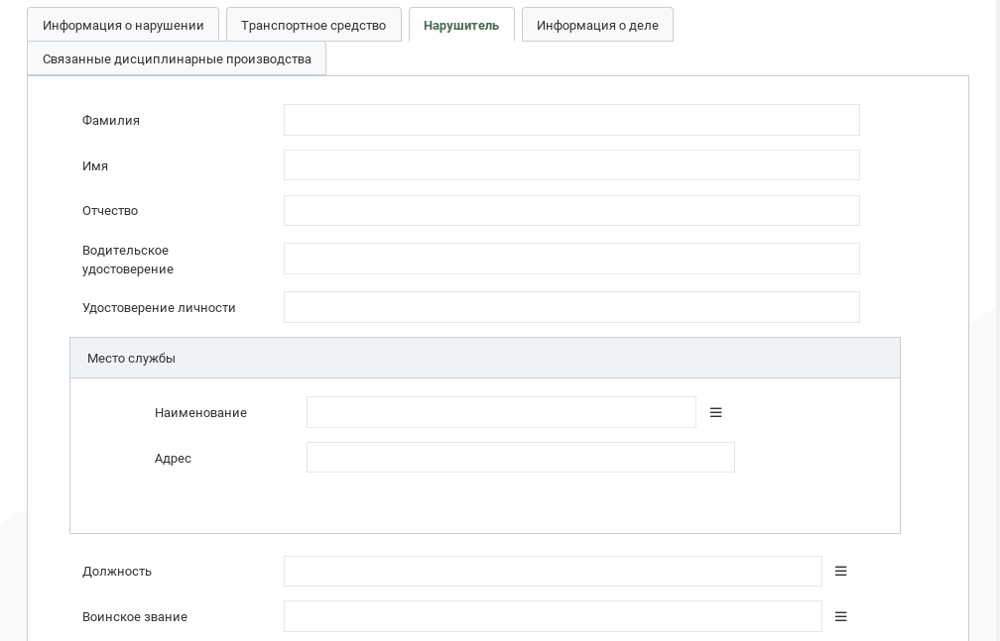 Информация о нарушении
Транспортное средство
Нарушитель
Информация о деле
Связанные дисциплинарные производства
Фамилия
Имя
Отчество
Водительское
удостоверение
Удостоверение личности
Место службы
Наименование
Адрес
Должность
Воинское звание